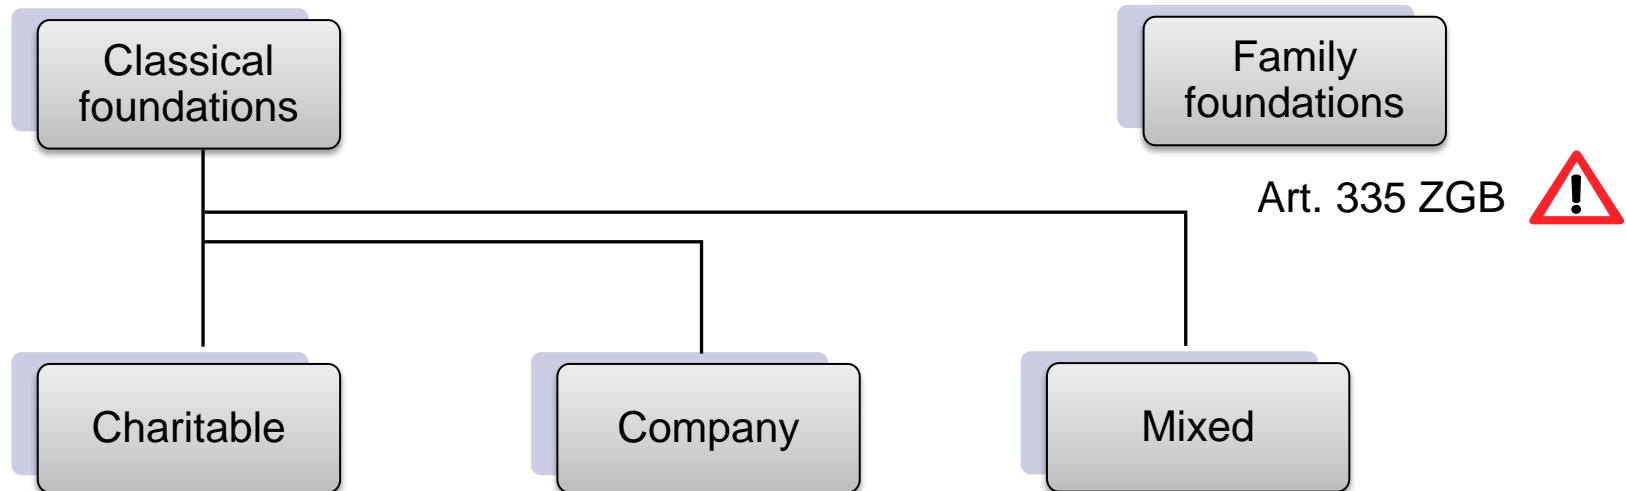 Classical
foundations
Family
foundations
Art. 335 ZGB
Charitable
Company
Mixed